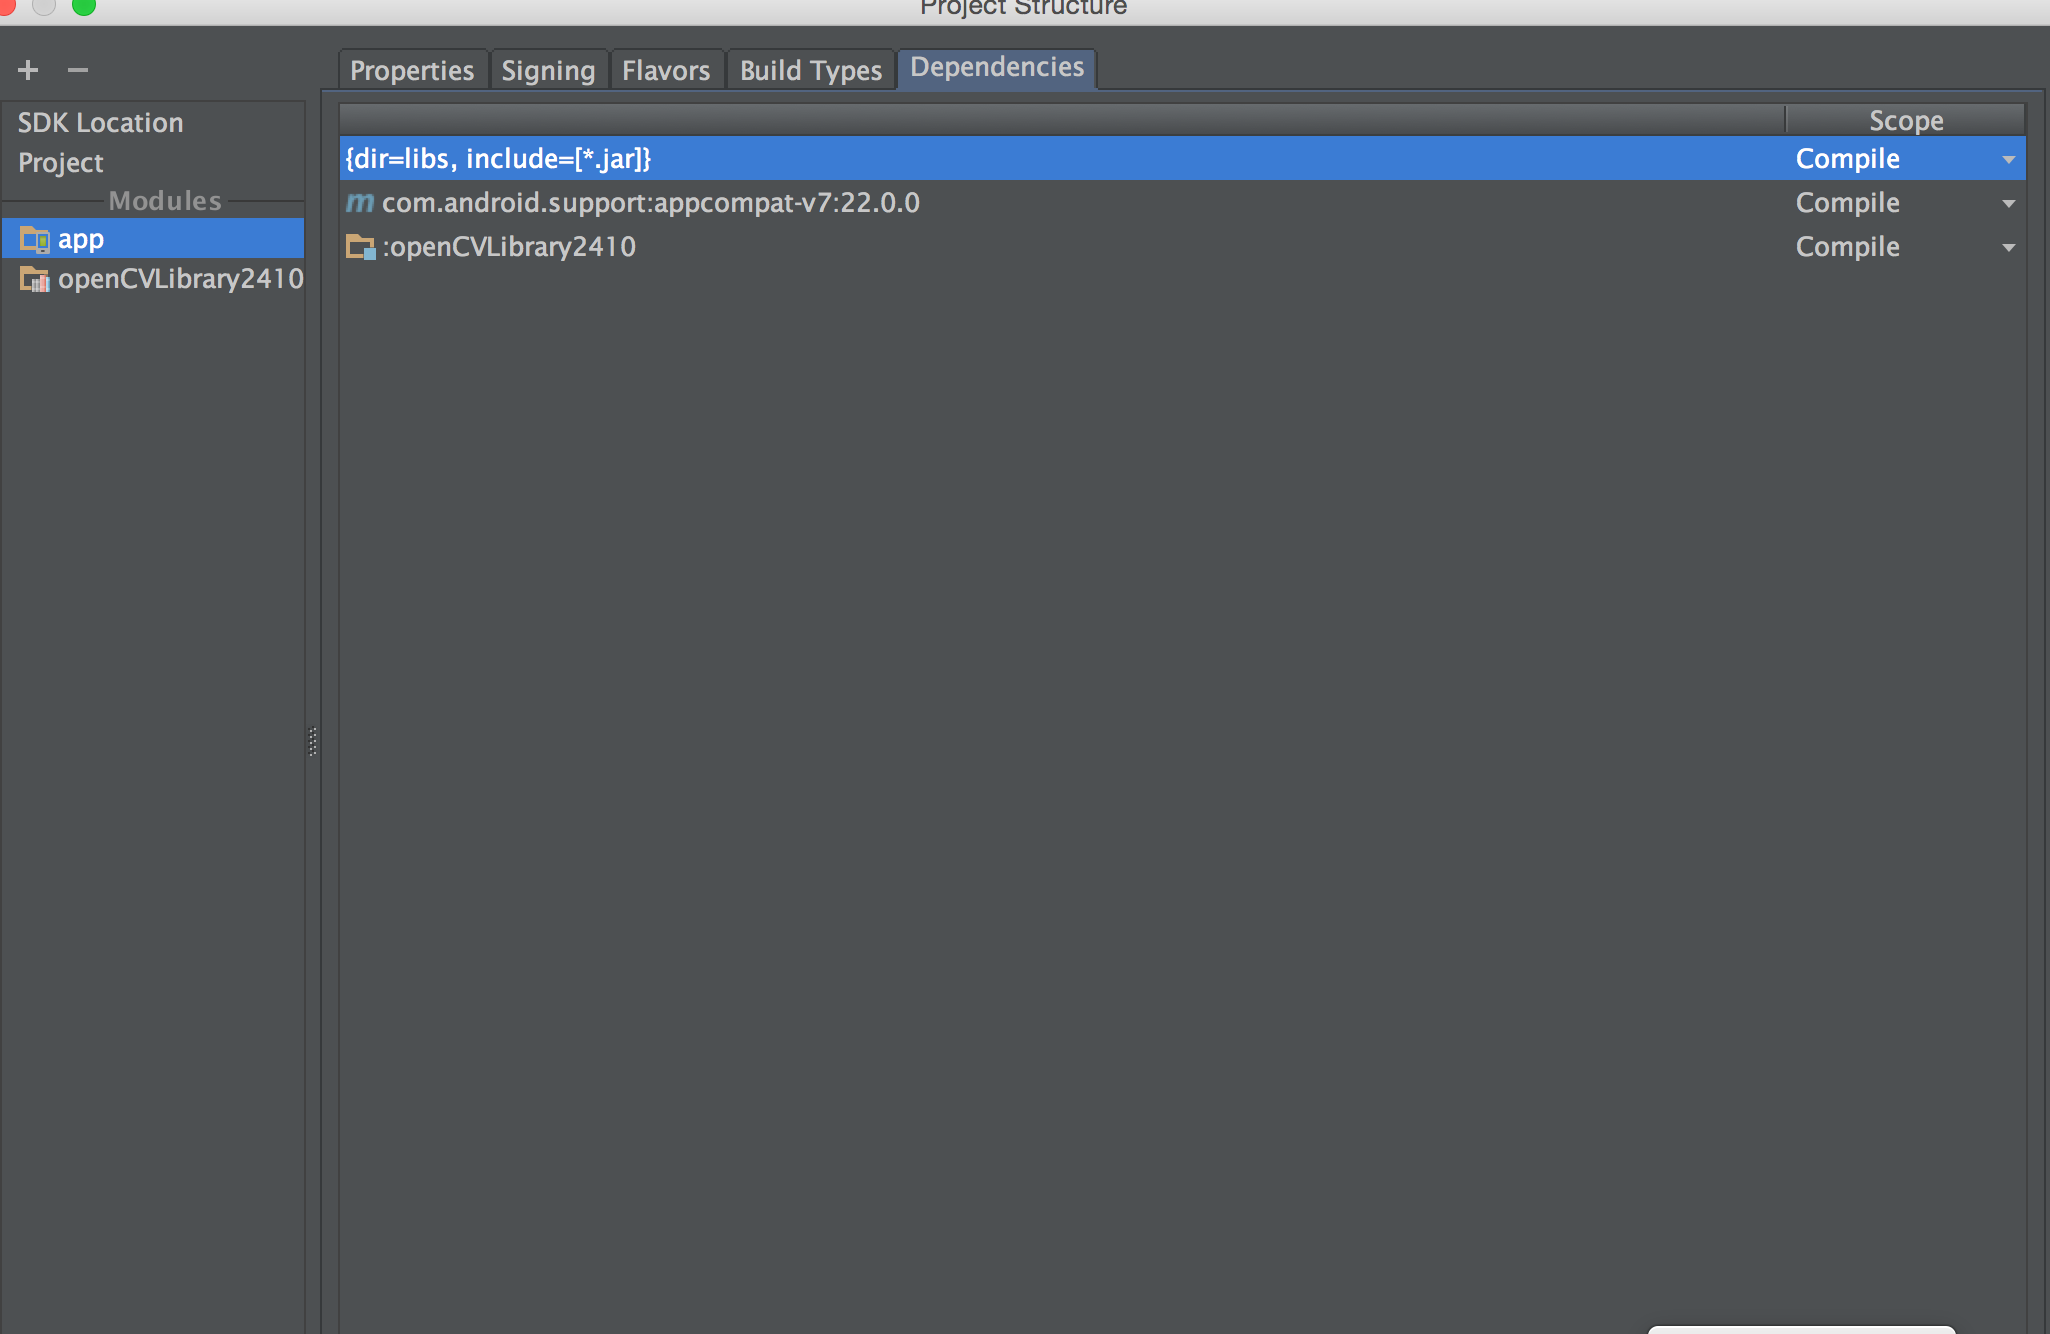 Project Structure
Properties Signing Flavors Build Types Dependencies
SDK Location
Project
Modules
app
openCVLibrary2410
Scope
{dir=libs, include=[*.jar]} Compile
m com.android.support:appcompat-v7:22.0.0 Compile
:openCVLibrary2410 Compile